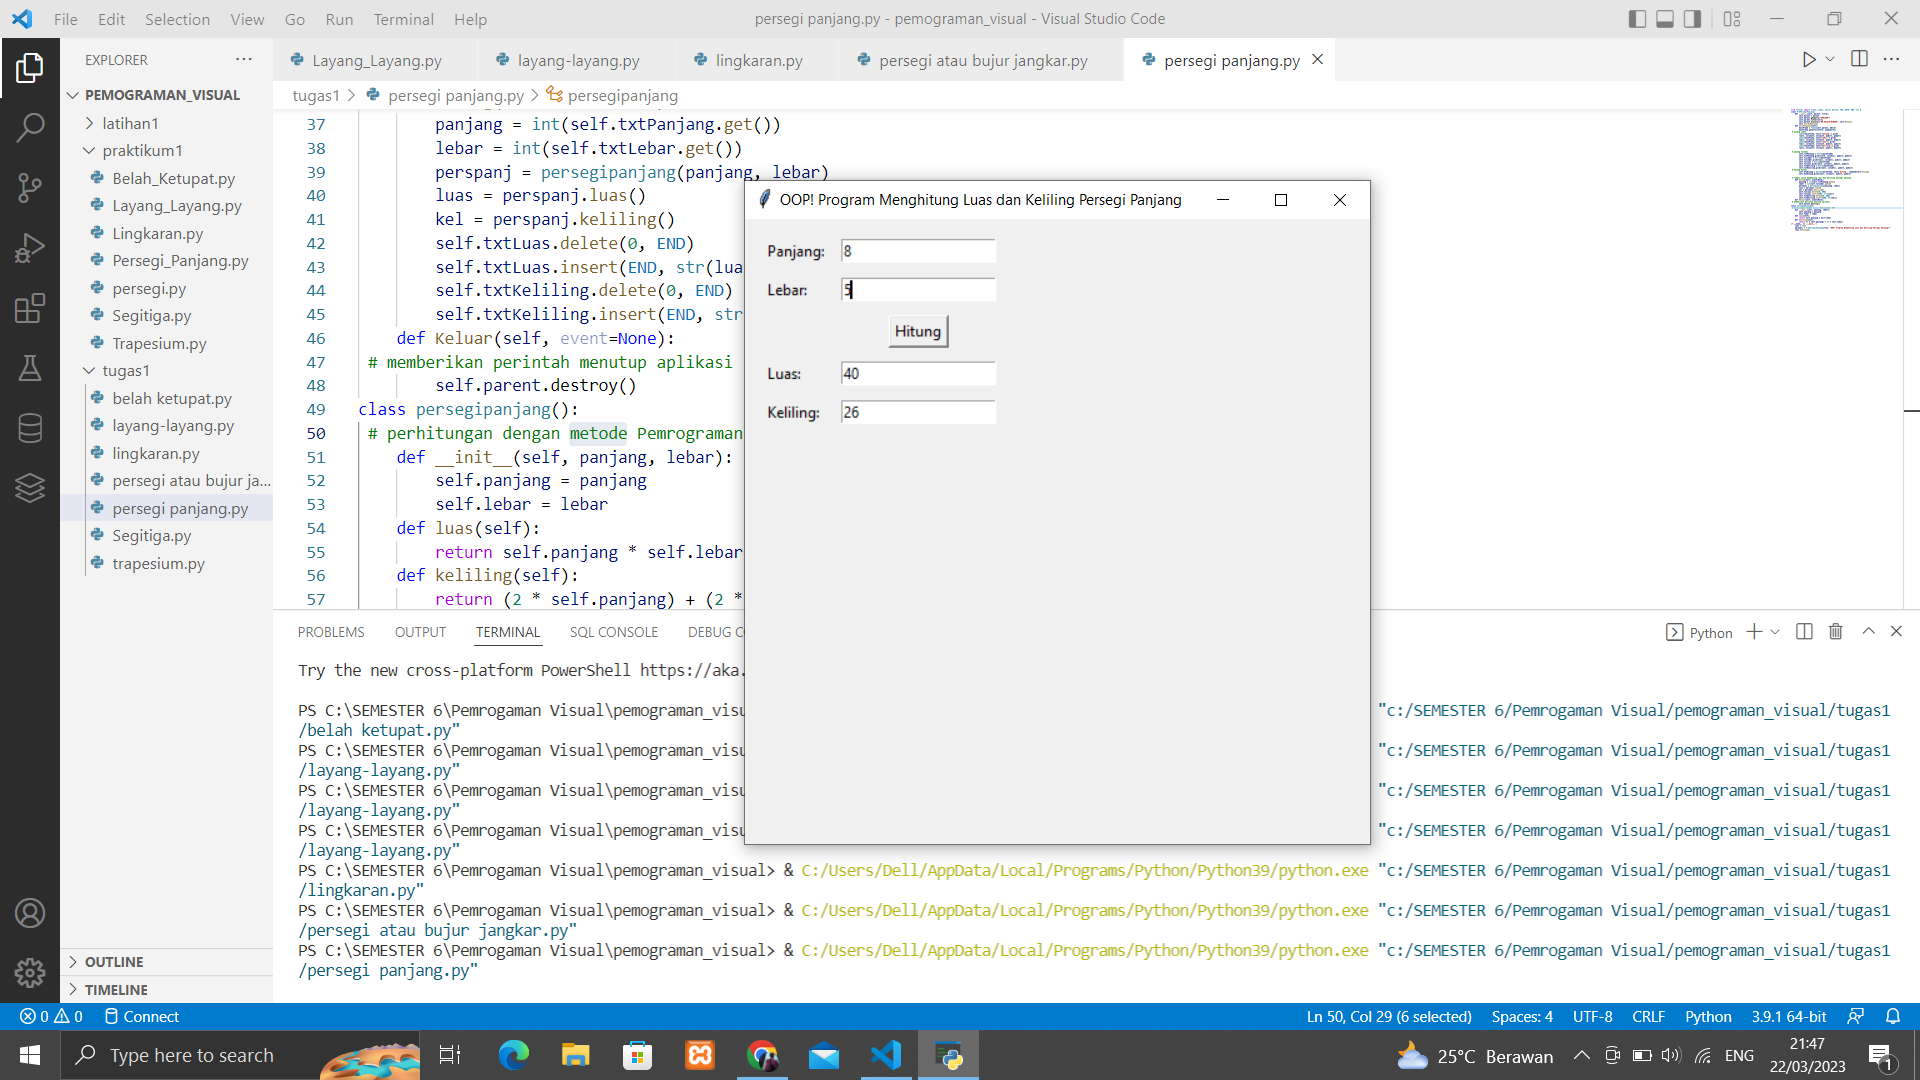 File Edit Selection View Go Run Terminal Help
persegi panjang.py - pemograman_visual - Visual Studio Code
EXPLORER
PEMOGRAMAN_VISUAL
latihan1
praktikum1
Belah_Ketupat.py
Layang_Layang.py
Lingkaran.py
Persegi_Panjang.py
persegi.py
Segitiga.py
Trapesium.py
tugas1
belah ketupat.py
layang-layang.py
lingkaran.py
persegi atau bujur ja...
persegi panjang.py
Segitiga.py
trapesium.py
OUTLINE
TIMELINE
Layang_Layang.py layang-layang.py lingkaran.py persegi atau bujur jangkar.py persegi panjang.py
tugas1 > persegi panjang.py > persegipanjang
37 panjang = int(self.txtPanjang.get())
38 lebar = int(self.txtLebar.get())
39 perspanj = persegipanjang(panjang, lebar)
40 luas = perspanj.luas()
41 kel = perspanj.keliling()
42 self.txtLuas.delete(0, END)
43 self.txtLuas.insert(END, str(lua
44 self.txtKeliling.delete(0, END)
45 self.txtKeliling.insert(END, str
46 def Keluar(self, event=None):
47 # memberikan perintah menutup aplikasi
48 self.parent.destroy()
49 class persegipanjang():
50 # perhitungan dengan metode Pemrograman
51 def __init__(self, panjang, lebar):
52 self.panjang = panjang
53 self.lebar = lebar
54 def luas(self):
55 return self.panjang * self.lebar
56 def keliling(self):
57 return (2 * self.panjang) + (2 *
OOP! Program Menghitung Luas dan Keliling Persegi Panjang
Panjang: 8
Lebar: 5
Hitung
Luas: 40
Keliling: 26
PROBLEMS OUTPUT TERMINAL SQL CONSOLE DEBUG C
Python
Try the new cross-platform PowerShell https://aka.
PS C:\SEMESTER 6\Pemrogaman Visual\pemograman_visu "c:/SEMESTER 6/Pemrogaman Visual/pemograman_visual/tugas1
/belah ketupat.py"
PS C:\SEMESTER 6\Pemrogaman Visual\pemograman_visu "c:/SEMESTER 6/Pemrogaman Visual/pemograman_visual/tugas1
/layang-layang.py"
PS C:\SEMESTER 6\Pemrogaman Visual\pemograman_visu "c:/SEMESTER 6/Pemrogaman Visual/pemograman_visual/tugas1
/layang-layang.py"
PS C:\SEMESTER 6\Pemrogaman Visual\pemograman_visu "c:/SEMESTER 6/Pemrogaman Visual/pemograman_visual/tugas1
/layang-layang.py"
PS C:\SEMESTER 6\Pemrogaman Visual\pemograman_visual> & C:/Users/Dell/AppData/Local/Programs/Python/Python39/python.exe "c:/SEMESTER 6/Pemrogaman Visual/pemograman_visual/tugas1
/lingkaran.py"
PS C:\SEMESTER 6\Pemrogaman Visual\pemograman_visual> & C:/Users/Dell/AppData/Local/Programs/Python/Python39/python.exe "c:/SEMESTER 6/Pemrogaman Visual/pemograman_visual/tugas1
/persegi atau bujur jangkar.py"
PS C:\SEMESTER 6\Pemrogaman Visual\pemograman_visual> & C:/Users/Dell/AppData/Local/Programs/Python/Python39/python.exe "c:/SEMESTER 6/Pemrogaman Visual/pemograman_visual/tugas1
/persegi panjang.py"
0 0 Connect
Ln 50, Col 29 (6 selected) Spaces: 4 UTF-8 CRLF Python 3.9.1 64-bit
Type here to search
25°C Berawan ENG
21:47
22/03/2023
1